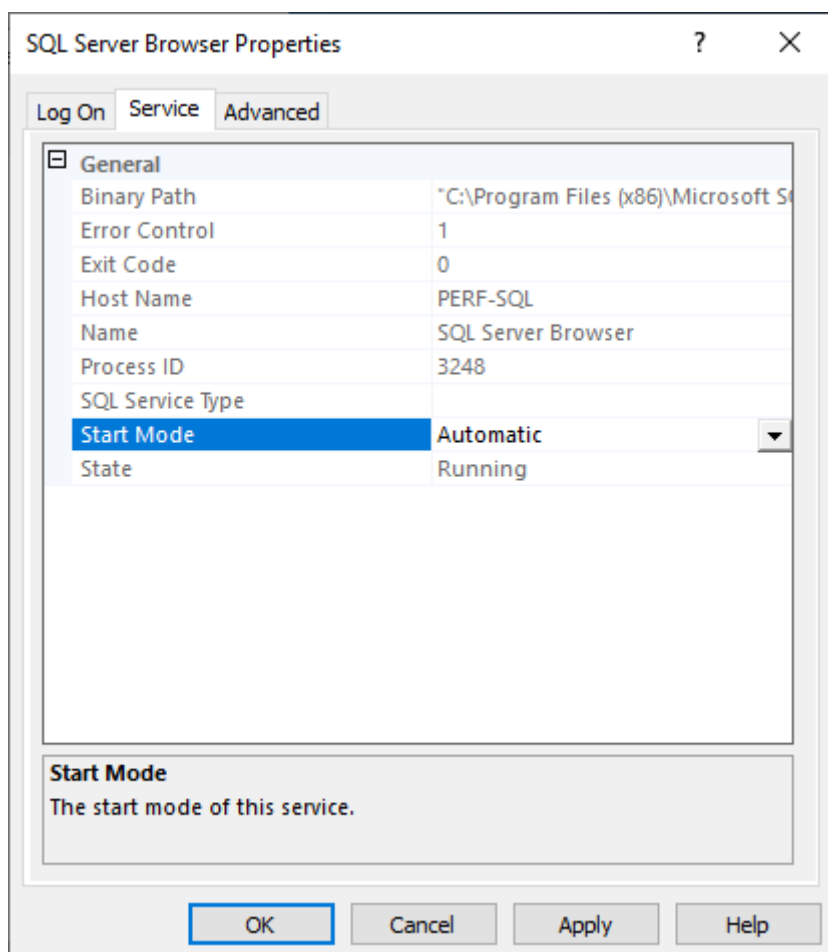 SQL Server Browser Properties ? X
Log On Service Advanced
General
Binary Path "C:\Program Files (x86)\Microsoft
Error Control 1
Exit Code 0
Host Name PERF-SQL
Name SQL Server Browser
Process ID 3248
SQL Service Type
Start Mode Automatic
State Running
Start Mode
The start mode of this service.
OK Cancel Apply Help